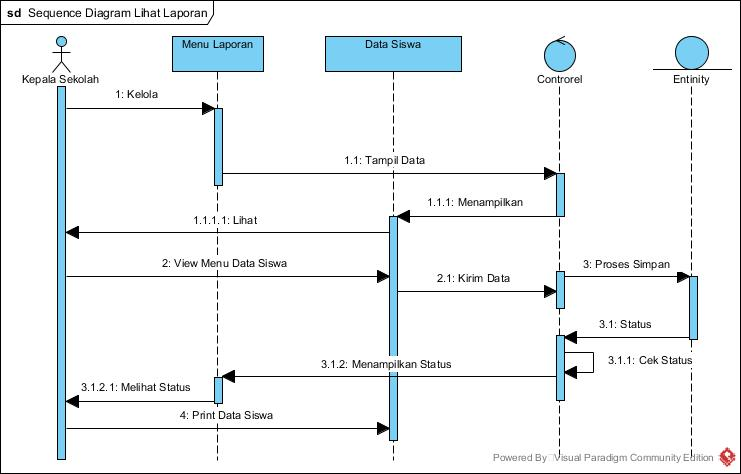 sd Sequence Diagram Lihat Laporan
Kepala Sekolah
Menu Laporan
Data Siswa
Controrel
Entinity
1: Kelola
1.1: Tampil Data
1.1.1: Menampilkan
1.1.1.1: Lihat
2: View Menu Data Siswa
2.1: Kirim Data
3: Proses Simpan
3.1: Status
3.1.1: Cek Status
3.1.2: Menampilkan Status
3.1.2.1: Melihat Status
4: Print Data Siswa
Powered By Visual Paradigm Community Edition